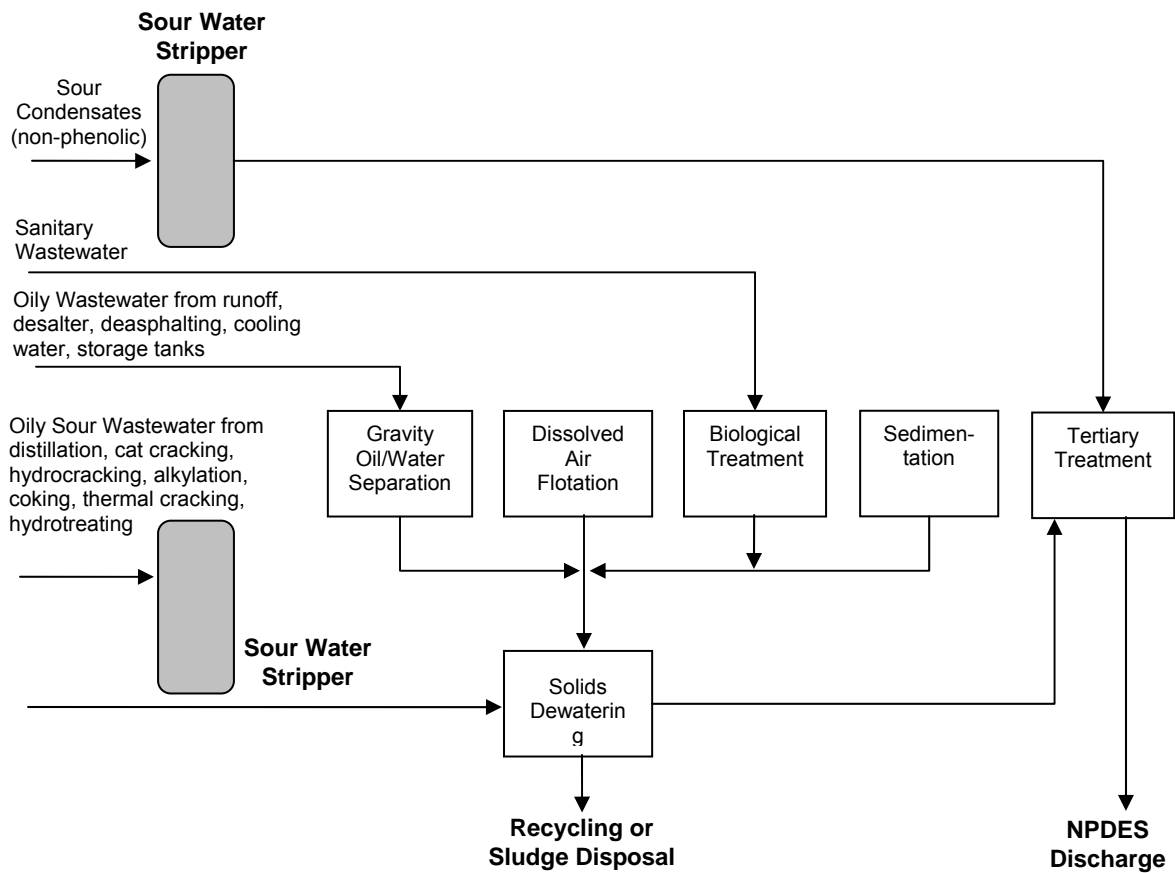 Sour Water
Stripper
Sour
Condensates
(non-phenolic)
Sanitary
Wastewater
Oily Wastewater from runoff,
desalter, deasphalting, cooling
water, storage tanks
Oily Sour Wastewater from
distillation, cat cracking,
hydrocracking, alkylation,
coking, thermal cracking,
hydrotreating
Gravity
Oil/Water
Separation
Dissolved
Air
Flotation
Biological
Treatment
Sedimen-
tation
Tertiary
Treatment
Sour Water
Stripper
Solids
Dewaterin
g
Recycling or
Sludge Disposal
NPDES
Discharge